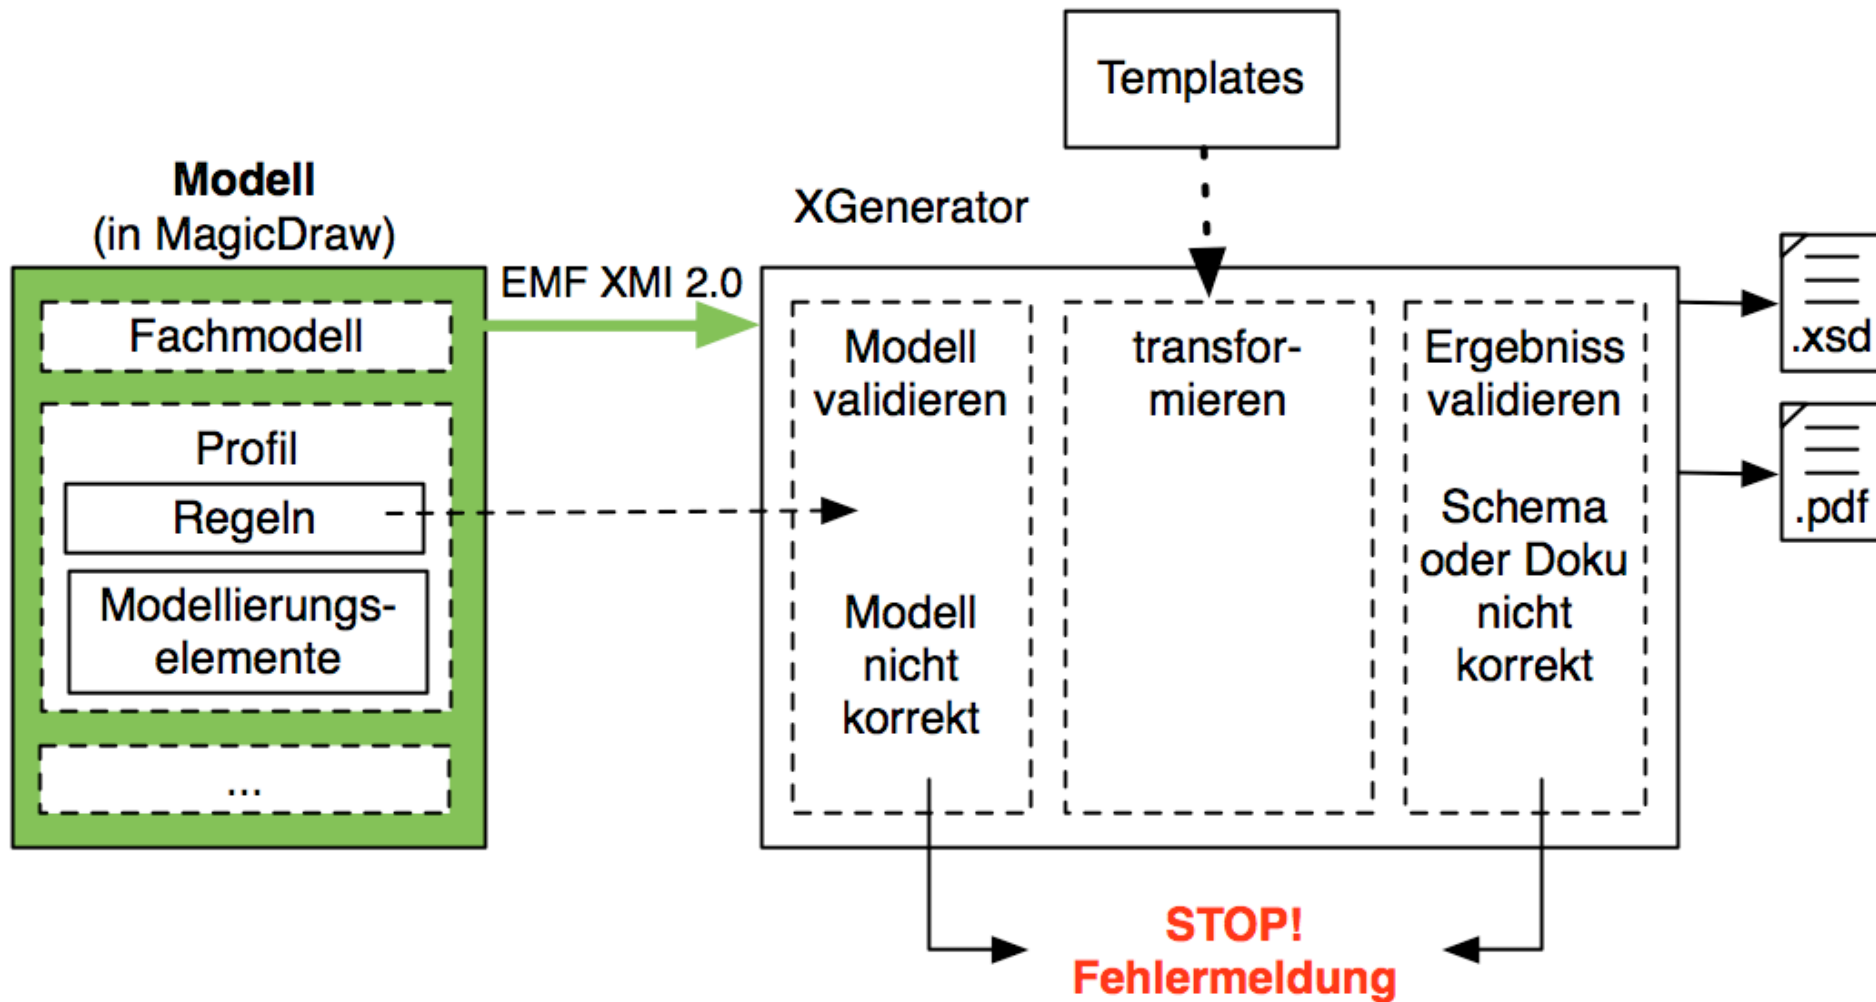 Templates
Modell
(in MagicDraw)
XGenerator
EMF XMI 2.0
Fachmodell
Profil
Regeln
Modellierungs-
elemente
...
Modell
validieren
Modell
nicht
korrekt
transfor-
mieren
Ergebniss
validieren
Schema
oder Doku
nicht
korrekt
.xsd
.pdf
STOP!
Fehlermeldung